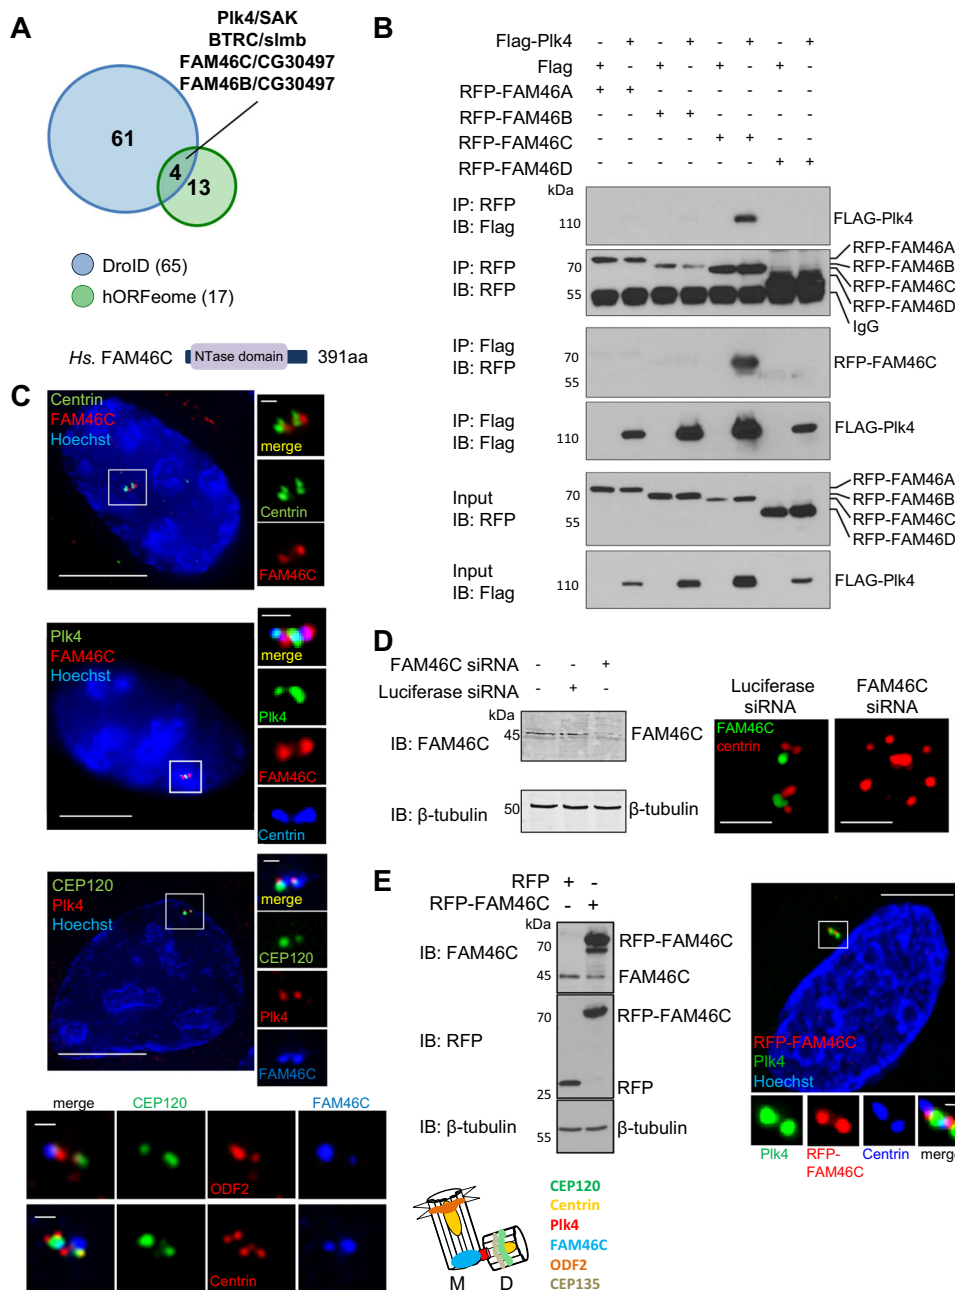 A
Plk4/SAK
BTRC/slmb
FAM46C/CG30497
FAM46B/CG30497
61
4
13
DroID (65)
hORFeome (17)
Hs. FAM46C NTase domain 391aa
B
Flag-Plk4 - + - + - + - +
Flag + - + - + - + -
RFP-FAM46A + + - - - - - -
RFP-FAM46B - - + + - - - -
RFP-FAM46C - - - - + + - -
RFP-FAM46D - - - - - - + +
kDa
IP: RFP
IB: Flag
110
FLAG-Plk4
IP: RFP
IB: RFP
70
55
RFP-FAM46A
RFP-FAM46B
RFP-FAM46C
RFP-FAM46D
IgG
IP: Flag
IB: RFP
70
55
RFP-FAM46C
IP: Flag
IB: Flag
110
FLAG-Plk4
Input
IB: RFP
70
55
RFP-FAM46A
RFP-FAM46B
RFP-FAM46C
RFP-FAM46D
Input
IB: Flag
110
FLAG-Plk4
C
Centrin
FAM46C
Hoechst
merge
Centrin
FAM46C
Plk4
FAM46C
Hoechst
merge
Plk4
FAM46C
Centrin
CEP120
Plk4
Hoechst
merge
CEP120
Plk4
FAM46C
merge CEP120 FAM46C
ODF2
Centrin
D
FAM46C siRNA - - +
Luciferase siRNA - + -
kDa
IB: FAM46C
45
FAM46C
IB: β-tubulin
50
β-tubulin
Luciferase
siRNA
FAM46C
siRNA
FAM46C
centrin
E
RFP + -
RFP-FAM46C - +
kDa
IB: FAM46C
70
45
RFP-FAM46C
FAM46C
IB: RFP
70
25
RFP-FAM46C
RFP
IB: β-tubulin
55
β-tubulin
RFP-FAM46C
Plk4
Hoechst
Plk4
RFP-
FAM46C
Centrin
merge
M D
CEP120
Centrin
Plk4
FAM46C
ODF2
CEP135